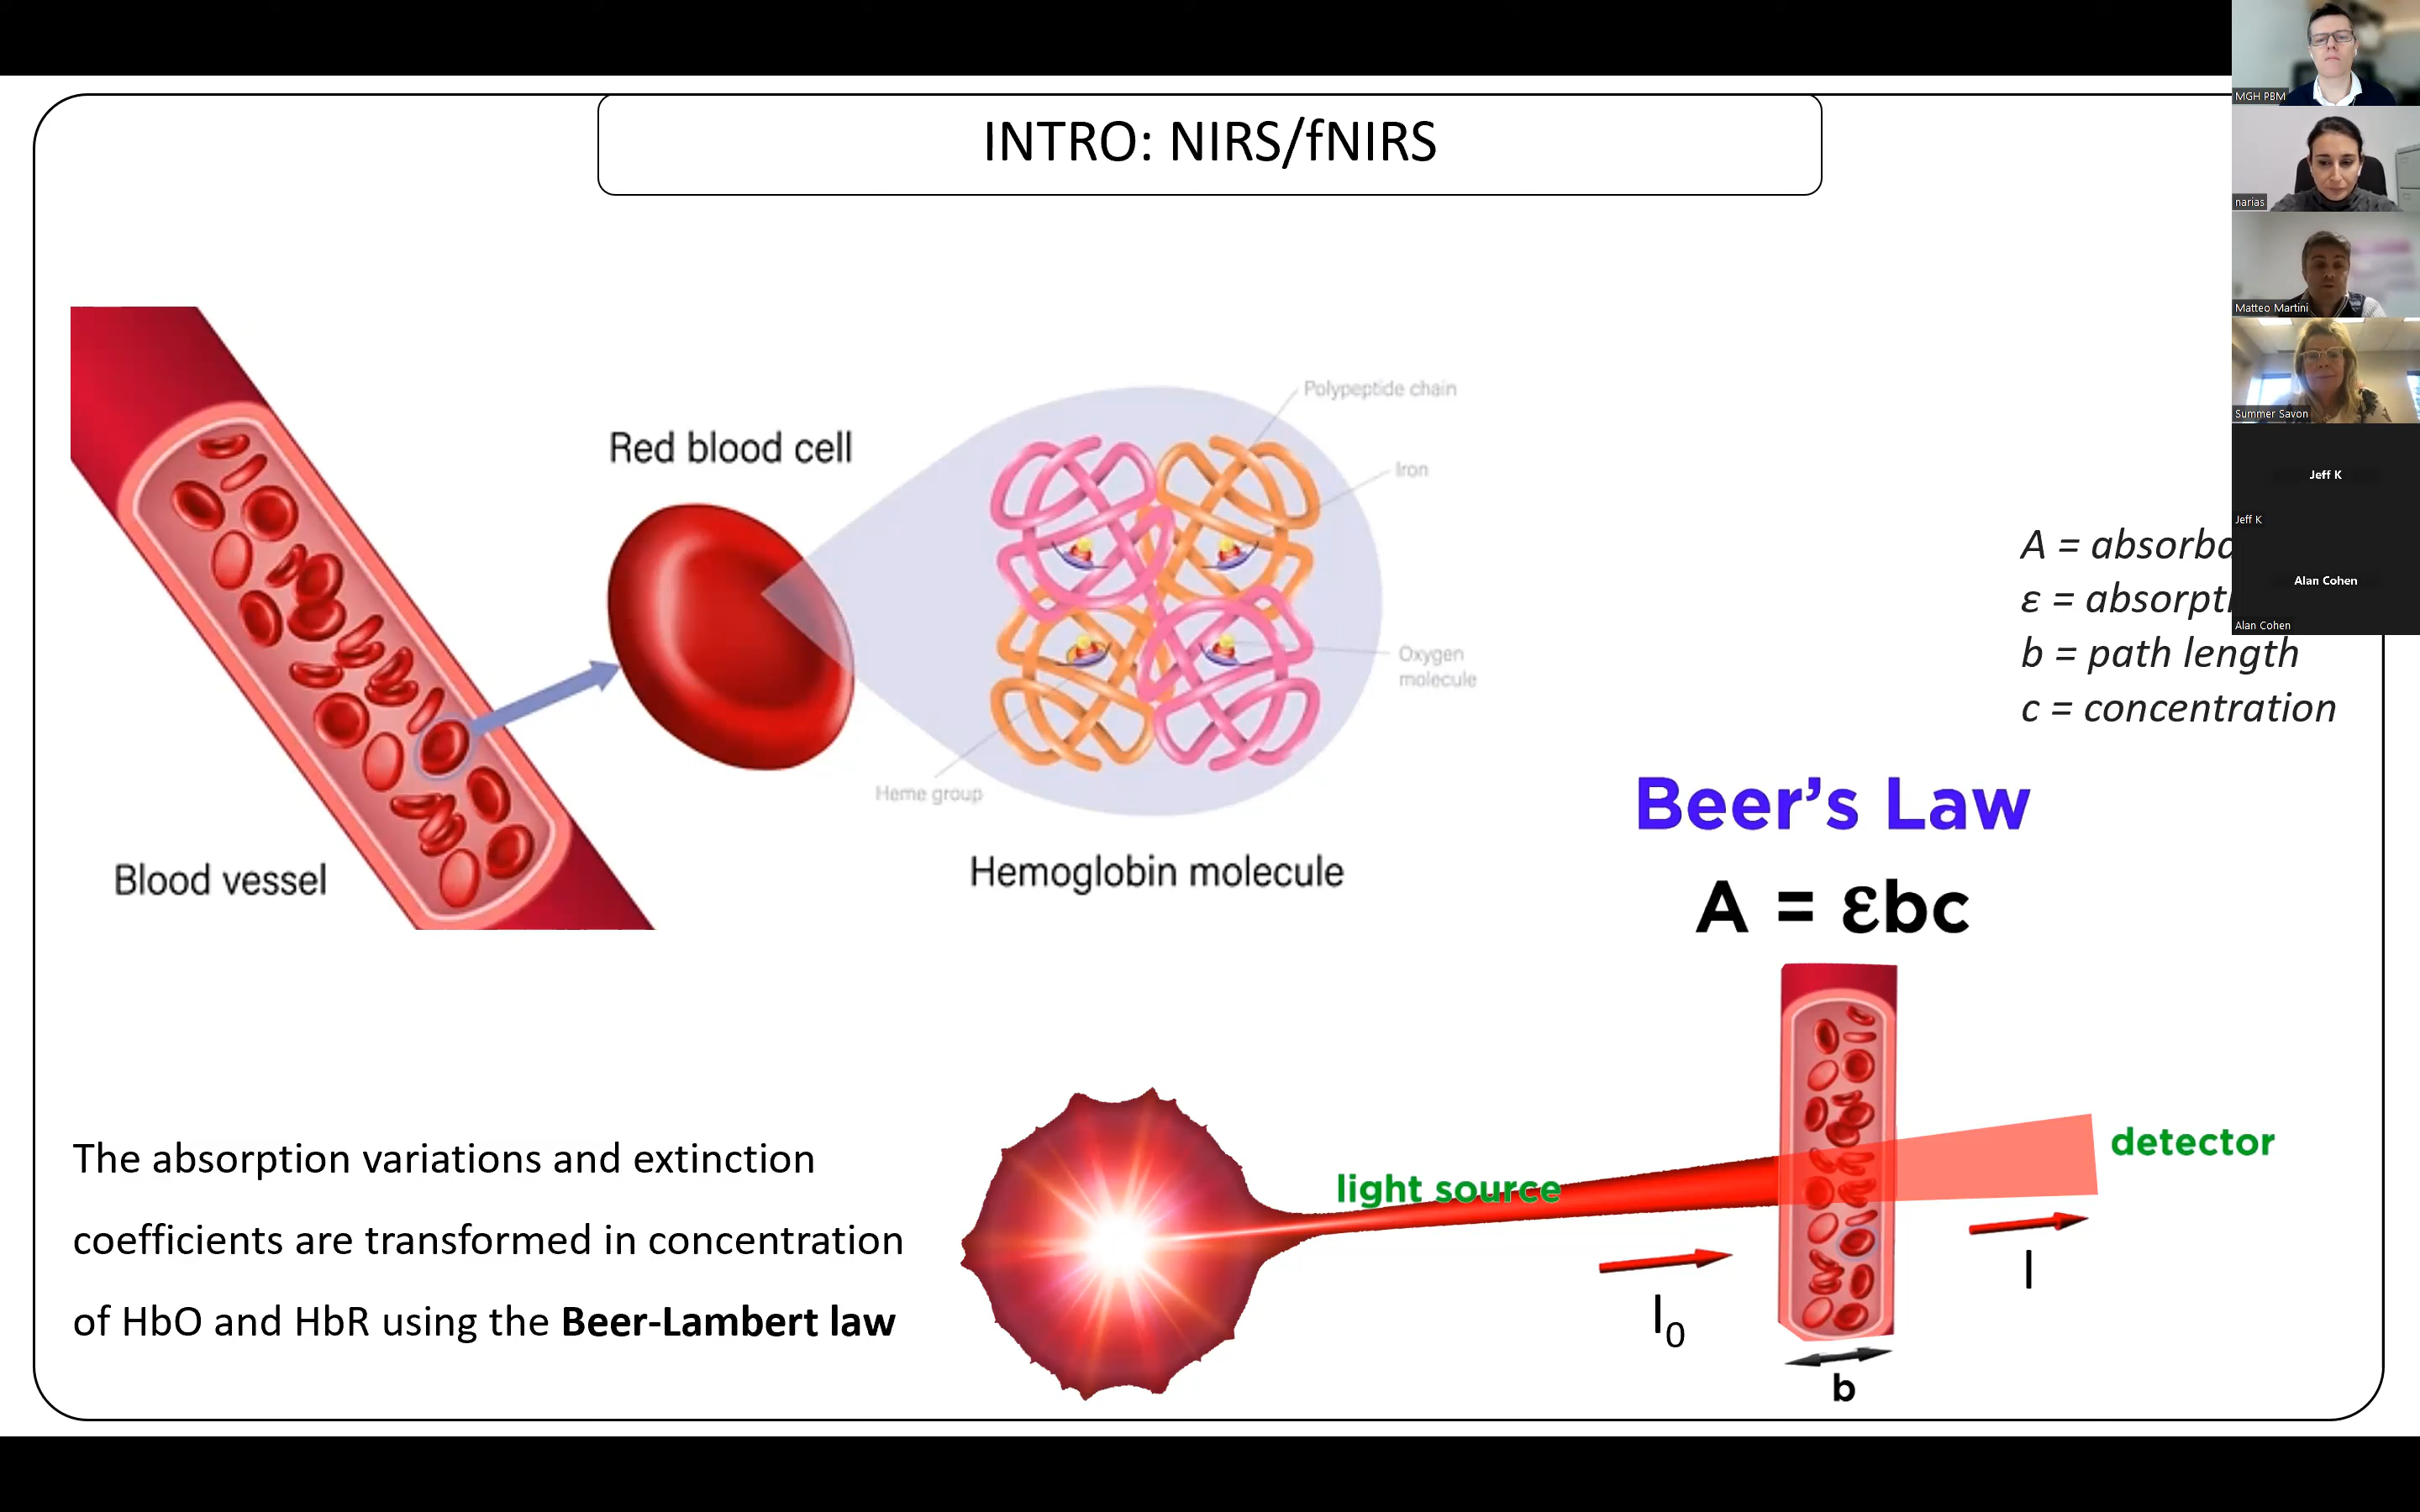 INTRO: NIRS/fNIRS
Polypeptide chain
Iron
Red blood cell
Oxygen
molecule
Heme group
Blood vessel
Hemoglobin molecule
A =
ε =
b = path length
c = concentration
Beer's Law
A = εbc
The absorption variations and extinction
coefficients are transformed in concentration
of HbO and HbR using the Beer-Lambert law
light source
detector
I0
I
b
MGH PBM
narias
Matteo Martini
Summer Savon
Jeff K
Jeff K
Alan Cohen
Alan Cohen